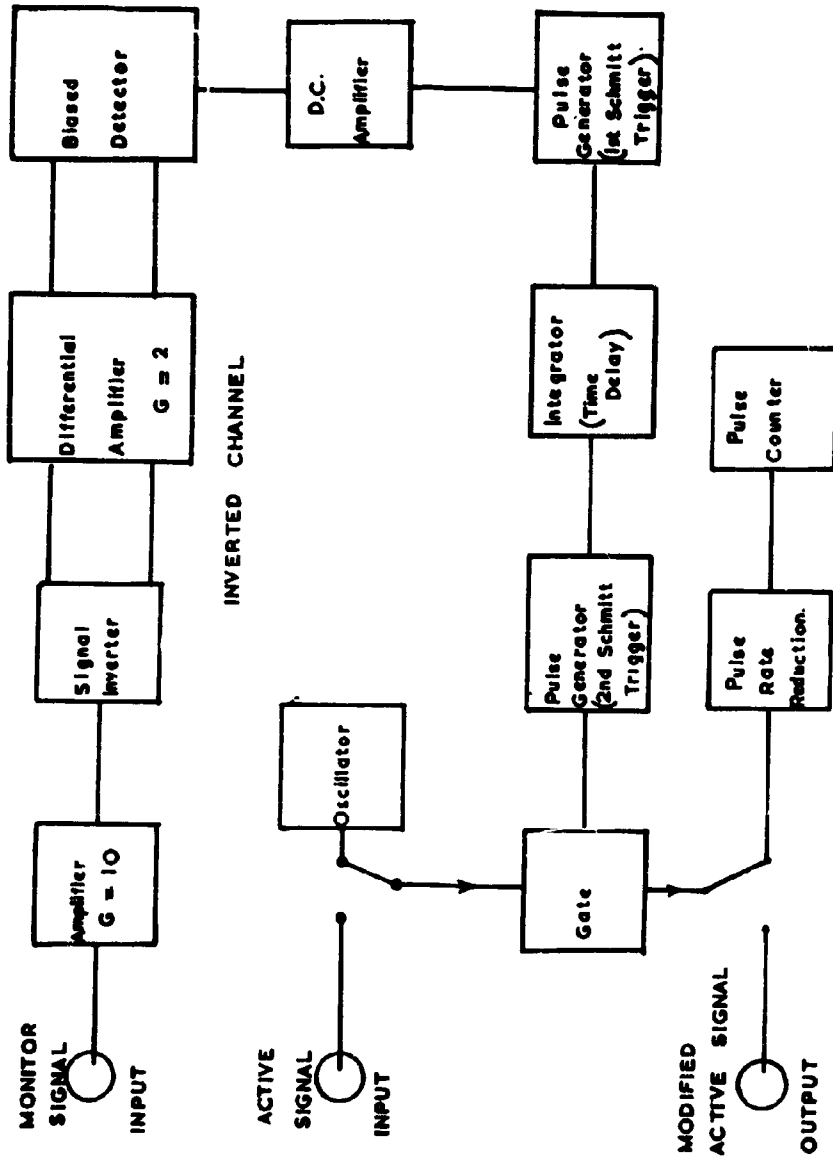 MONITOR
SIGNAL
INPUT
Amplifier
G = 10
Signal
Inverter
Differential
Amplifier
G = 2
Biased
Detector
INVERTED CHANNEL
D.C.
Amplifier
ACTIVE
SIGNAL
INPUT
Oscillator
Gate
Pulse
Generator
(2nd Schmitt
Trigger)
Integrator
(Time
Delay)
Pulse
Generator
(1st Schmitt
Trigger).
MODIFIED
ACTIVE SIGNAL
OUTPUT
Pulse
Rate
Reduction.
Pulse
Counter